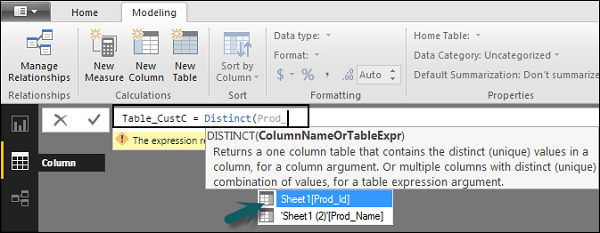 Home Modeling
Manage Relationships
Relationships
New Measure
New Column
New Table
Calculations
Sort by Column
Sort
Data type:
Format:
$ % , .00 Auto
Formatting
Home Table:
Data Category: Uncategorized
Default Summarization: Don't summarize
Properties
Table_CustC = Distinct(Prod_
The expression re
DISTINCT(ColumnNameOrTableExpr)
Returns a one column table that contains the distinct (unique) values in a
column, for a column argument. Or multiple columns with distinct (unique)
combination of values, for a table expression argument.
Column
Sheet1[Prod_Id]
'Sheet1 (2)'[Prod_Name]